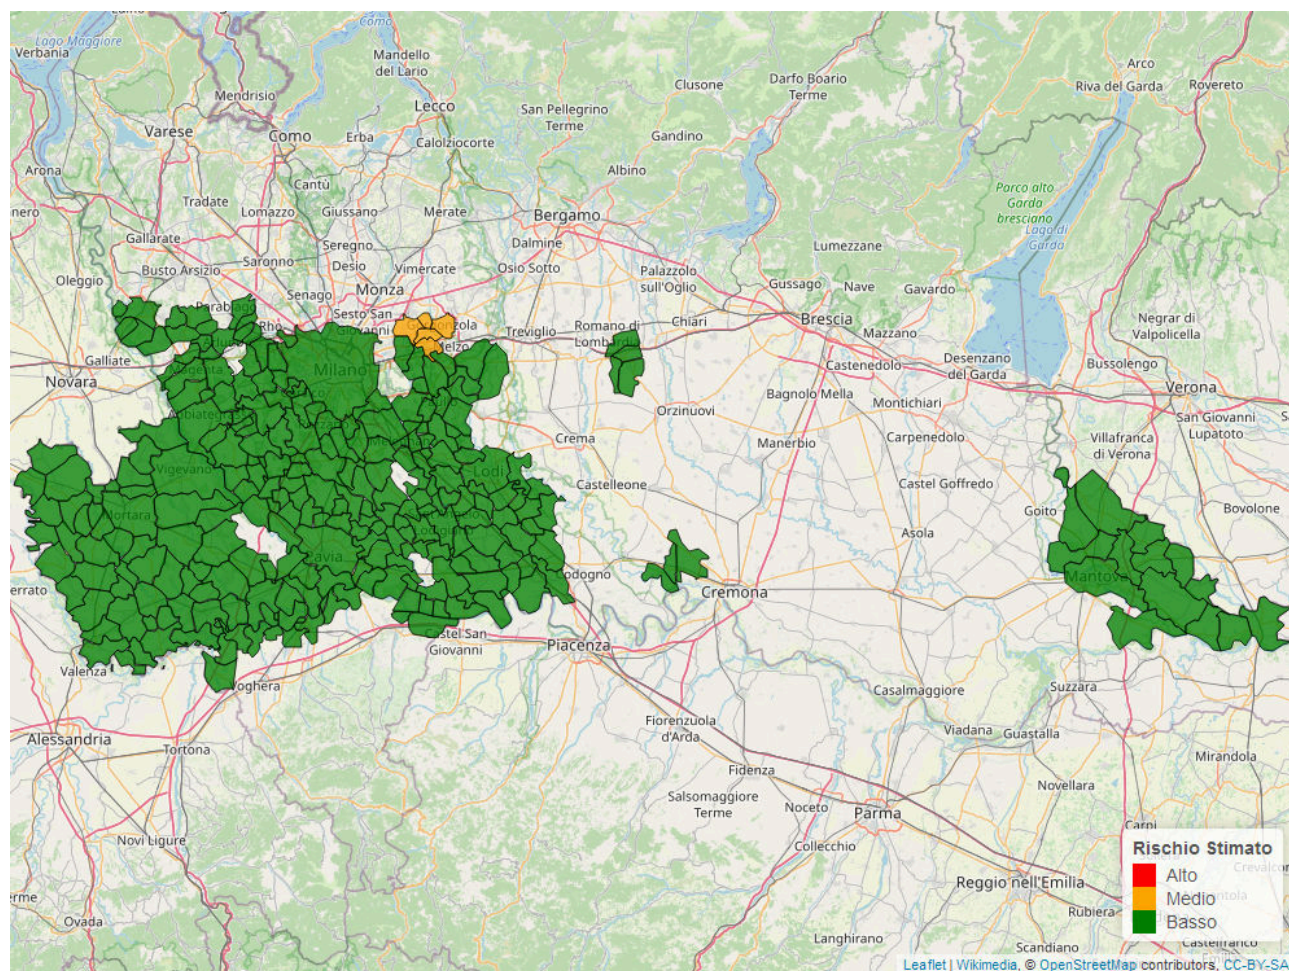 Como
Lago Maggiore
Verbania
Mandello
del Lario
Clusone
Darfo Boario
Terme
Arco
Riva del Garda
Rovereto
Mendrisio
Lecco
San Pellegrino
Terme
Varese
Como
Erba
Calolziocorte
Gandino
Arona
Albino
Cantù
Parco alto
Garda
bresciano
Lago di
Garda
Tradate
Lomazzo
Giussano
Merate
Bergamo
Gallarate
Seregno
Dalmine
Lumezzane
Oleggio
Busto Arsizio
Saronno
Desio
Vimercate
Osio Sotto
Palazzolo
sull'Oglio
Gussago
Nave
Gavardo
Senago
Monza
Parabiago
Rho
Sesto San
Giovanni
Treviglio
Romano di
Lombardia
Chiari
Brescia
Mazzano
Negrar di
Valpolicella
Melzo
Galliate
Magenta
Milano
Castenedolo
Desenzano
del Garda
Bussolengo
Novara
Verona
Bagnolo Mella
Montichiari
Orzinuovi
San Giovanni
Lupatoto
Crema
Manerbio
Carpenedolo
Villafranca
di Verona
Vigevano
Lodi
Castelleone
Castel Goffredo
Mortara
Goito
Bovolone
Asola
Pavia
Codogno
Mantova
Cremona
Piacenza
Giovanni
Valenza
Voghera
Casalmaggiore
Suzzara
Fiorenzuola
d'Arda
Viadana
Guastalla
Alessandria
Tortona
Mirandola
Fidenza
Novellara
Salsomaggiore
Terme
Noceto
Parma
Carpi
Novi Ligure
Collecchio
Rischio Stimato
Alto
Medio
Basso
Reggio nell'Emilia
Rubiera
Ovada
Langhirano
Scandiano
Castelfranco
Leaflet | Wikimedia, © OpenStreetMap contributors, CC-BY-SA